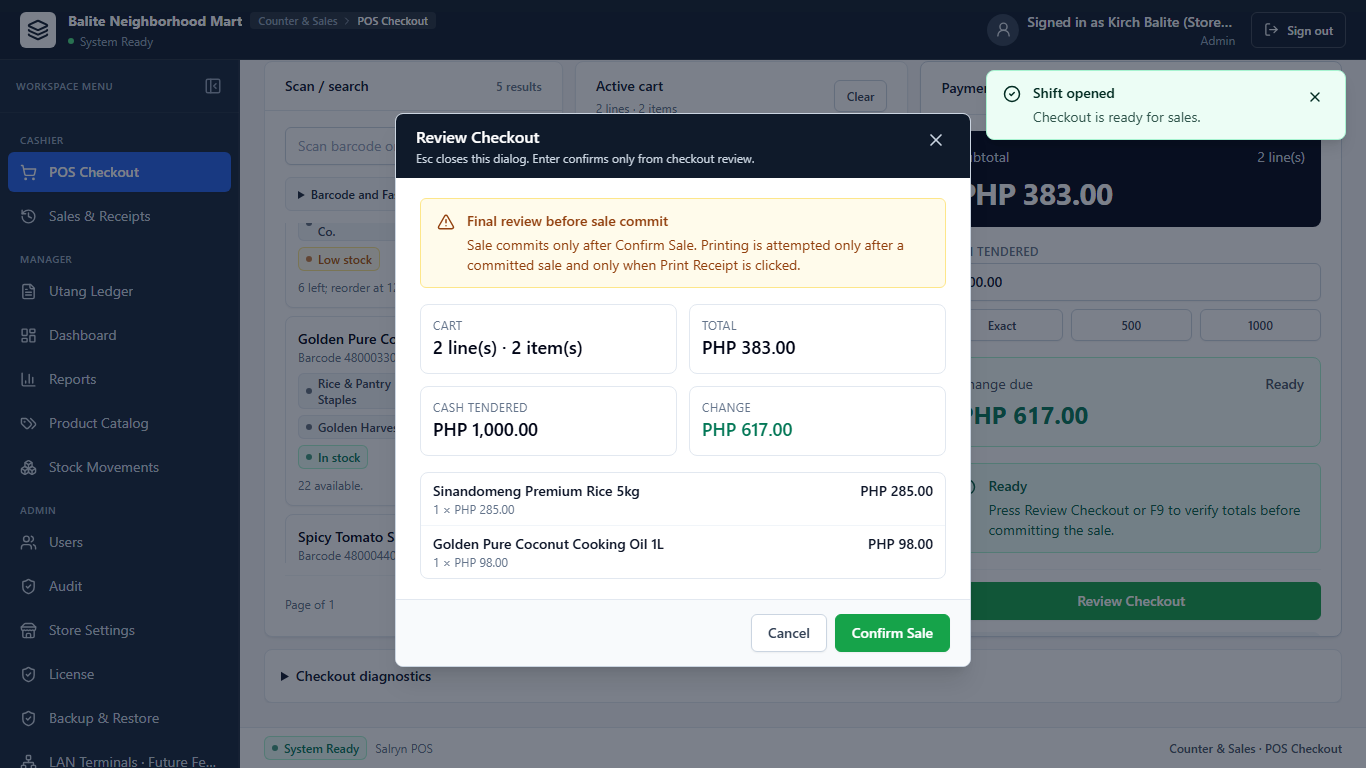 Balite Neighborhood Mart
System Ready
Counter & Sales > POS Checkout
Signed in as Kirch Balite (Store...
Admin
Sign out
WORKSPACE MENU
CASHIER
POS Checkout
Sales & Receipts
MANAGER
Utang Ledger
Dashboard
Reports
Product Catalog
Stock Movements
ADMIN
Users
Audit
Store Settings
License
Backup & Restore
LAN Terminals · Future Fe...
Scan / search
5 results
Scan barcode
Barcode and
Co.
Low stock
6 left; reorder at
Golden Pure
Barcode 48000330
Rice & Pantry
Staples
Golden
In stock
22 available.
Spicy Tomato
Barcode 48000440
Page of 1
Active cart
2 lines · 2 items
Clear
Shift opened
Checkout is ready for sales.
2 line(s)
PHP 383.00
TENDERED
Exact
500
1000
due
Ready
PHP 617.00
Ready
Press Review Checkout or F9 to verify totals before
committing the sale.
Review Checkout
Review Checkout
Esc closes this dialog. Enter confirms only from checkout review.
Final review before sale commit
Sale commits only after Confirm Sale. Printing is attempted only after a
committed sale and only when Print Receipt is clicked.
CART
2 line(s) · 2 item(s)
TOTAL
PHP 383.00
CASH TENDERED
PHP 1,000.00
CHANGE
PHP 617.00
Sinandomeng Premium Rice 5kg
PHP 285.00
1 × PHP 285.00
Golden Pure Coconut Cooking Oil 1L
PHP 98.00
1 × PHP 98.00
Cancel
Confirm Sale
Checkout diagnostics
System Ready
Salryn POS
Counter & Sales · POS Checkout